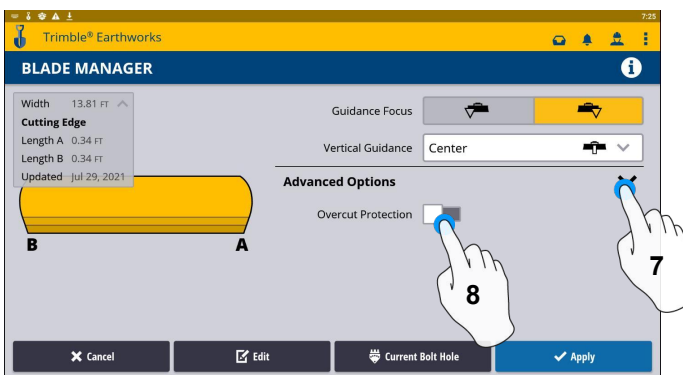 7:25
Trimble® Earthworks
BLADE MANAGER
i
Width 13.81 FT
Cutting Edge
Length A 0.34 FT
Length B 0.34 FT
Updated Jul 29, 2021
B A
Guidance Focus
Vertical Guidance Center
Advanced Options
Overcut Protection
7
8
Cancel Edit Current Bolt Hole Apply